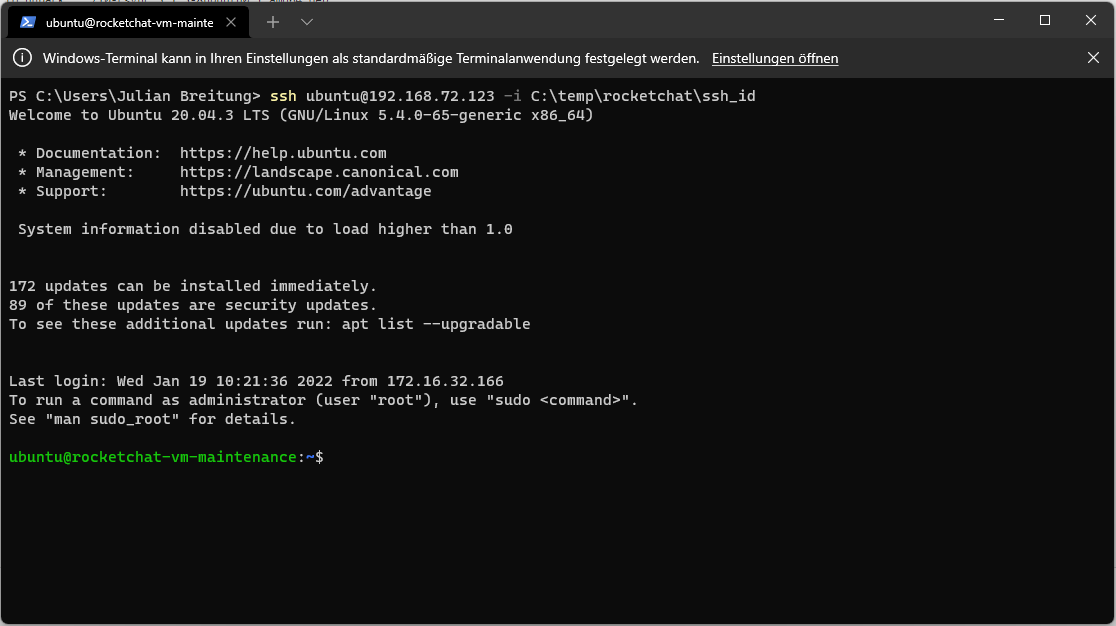 ubuntu@rocketchat-vm-mainte
Windows-Terminal kann in Ihren Einstellungen als standardmäßige Terminalanwendung festgelegt werden. Einstellungen öffnen
PS C:\Users\Julian Breitung> ssh ubuntu@192.168.72.123 -i C:\temp\rocketchat\ssh_id
Welcome to Ubuntu 20.04.3 LTS (GNU/Linux 5.4.0-65-generic x86_64)
* Documentation: https://help.ubuntu.com
* Management: https://landscape.canonical.com
* Support: https://ubuntu.com/advantage
System information disabled due to load higher than 1.0
172 updates can be installed immediately.
89 of these updates are security updates.
To see these additional updates run: apt list --upgradable
Last login: Wed Jan 19 10:21:36 2022 from 172.16.32.166
To run a command as administrator (user "root"), use "sudo <command>".
See "man sudo_root" for details.
ubuntu@rocketchat-vm-maintenance:~$